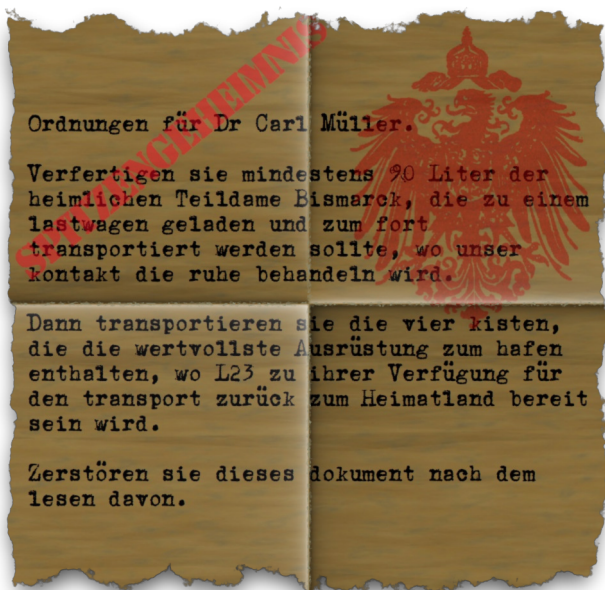 SPITZENGEHEIMNIS
Ordnungen für Dr Carl Müller.
Verfertigen sie mindestens 90 Liter der
heimlichen Teildame Bismarck, die zu einem
lastwagen geladen und zum fort
transportiert werden sollte, wo unser
kontakt die ruhe behandeln wird.
Dann transportieren sie die vier kisten,
die die wertvollste Ausrüstung zum hafen
enthalten, wo L23 zu ihrer Verfügung für
den transport zurück zum Heimatland bereit
sein wird.
Zerstören sie dieses dokument nach dem
lesen davon.